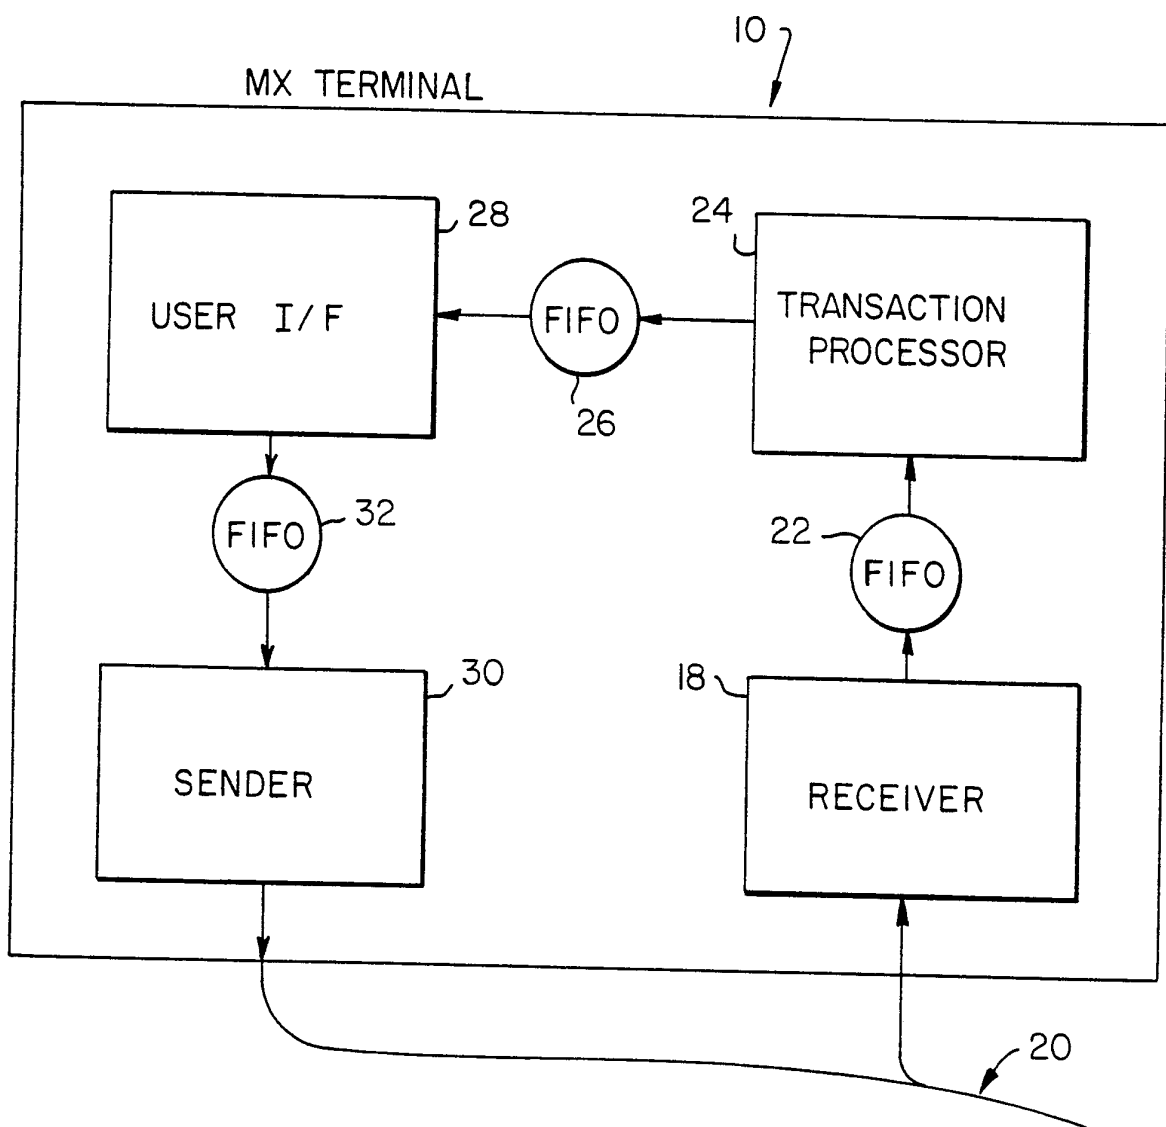 10
MX TERMINAL
28
24
USER I/F
FIFO
TRANSACTION
PROCESSOR
26
32
FIFO
22
FIFO
30
18
SENDER
RECEIVER
20